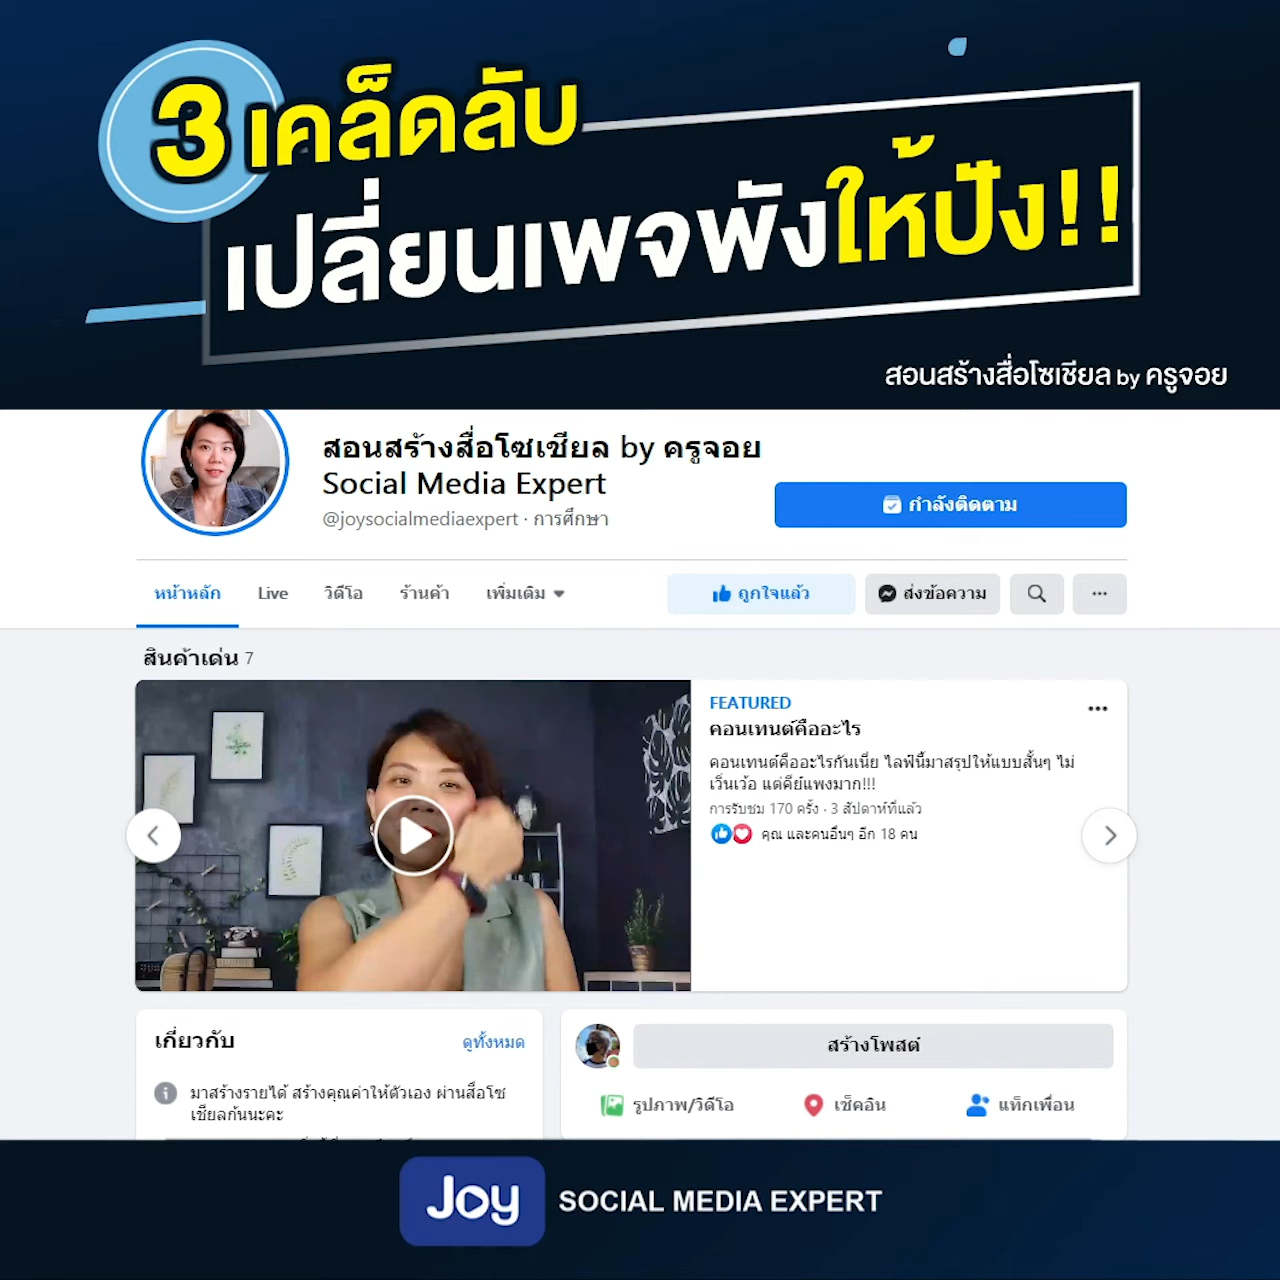 3 เคล็ดลับ
เปลี่ยนเพจพังให้ปัง!!
สอนสร้างสื่อโซเชียล by ครูจอย
สอนสร้างสื่อโซเชียล by ครูจอย
Social Media Expert
@joysocialmediaexpert · การศึกษา
กำลังติดตาม
หน้าหลัก Live วิดีโอ ร้านค้า เพิ่มเติม ถูกใจแล้ว ส่งข้อความ
สินค้าเด่น 7
FEATURED
คอนเทนต์คืออะไร
คอนเทนต์คืออะไรกันเนี่ย ไลฟ์นี้มาสรุปให้แบบสั้นๆ ไม่
เว็นเว้อ แต่คีย์แพงมาก!!!
การรับชม 170 ครั้ง · 3 สัปดาห์ที่แล้ว
คุณ และคนอื่นๆ อีก 18 คน
เกี่ยวกับ ดูทั้งหมด
มาสร้างรายได้ สร้างคุณค่าให้ตัวเอง ผ่านสื่อโซ
เชียลกันนะคะ
สร้างโพสต์
รูปภาพ/วิดีโอ เช็คอิน แท็กเพื่อน
Joy SOCIAL MEDIA EXPERT